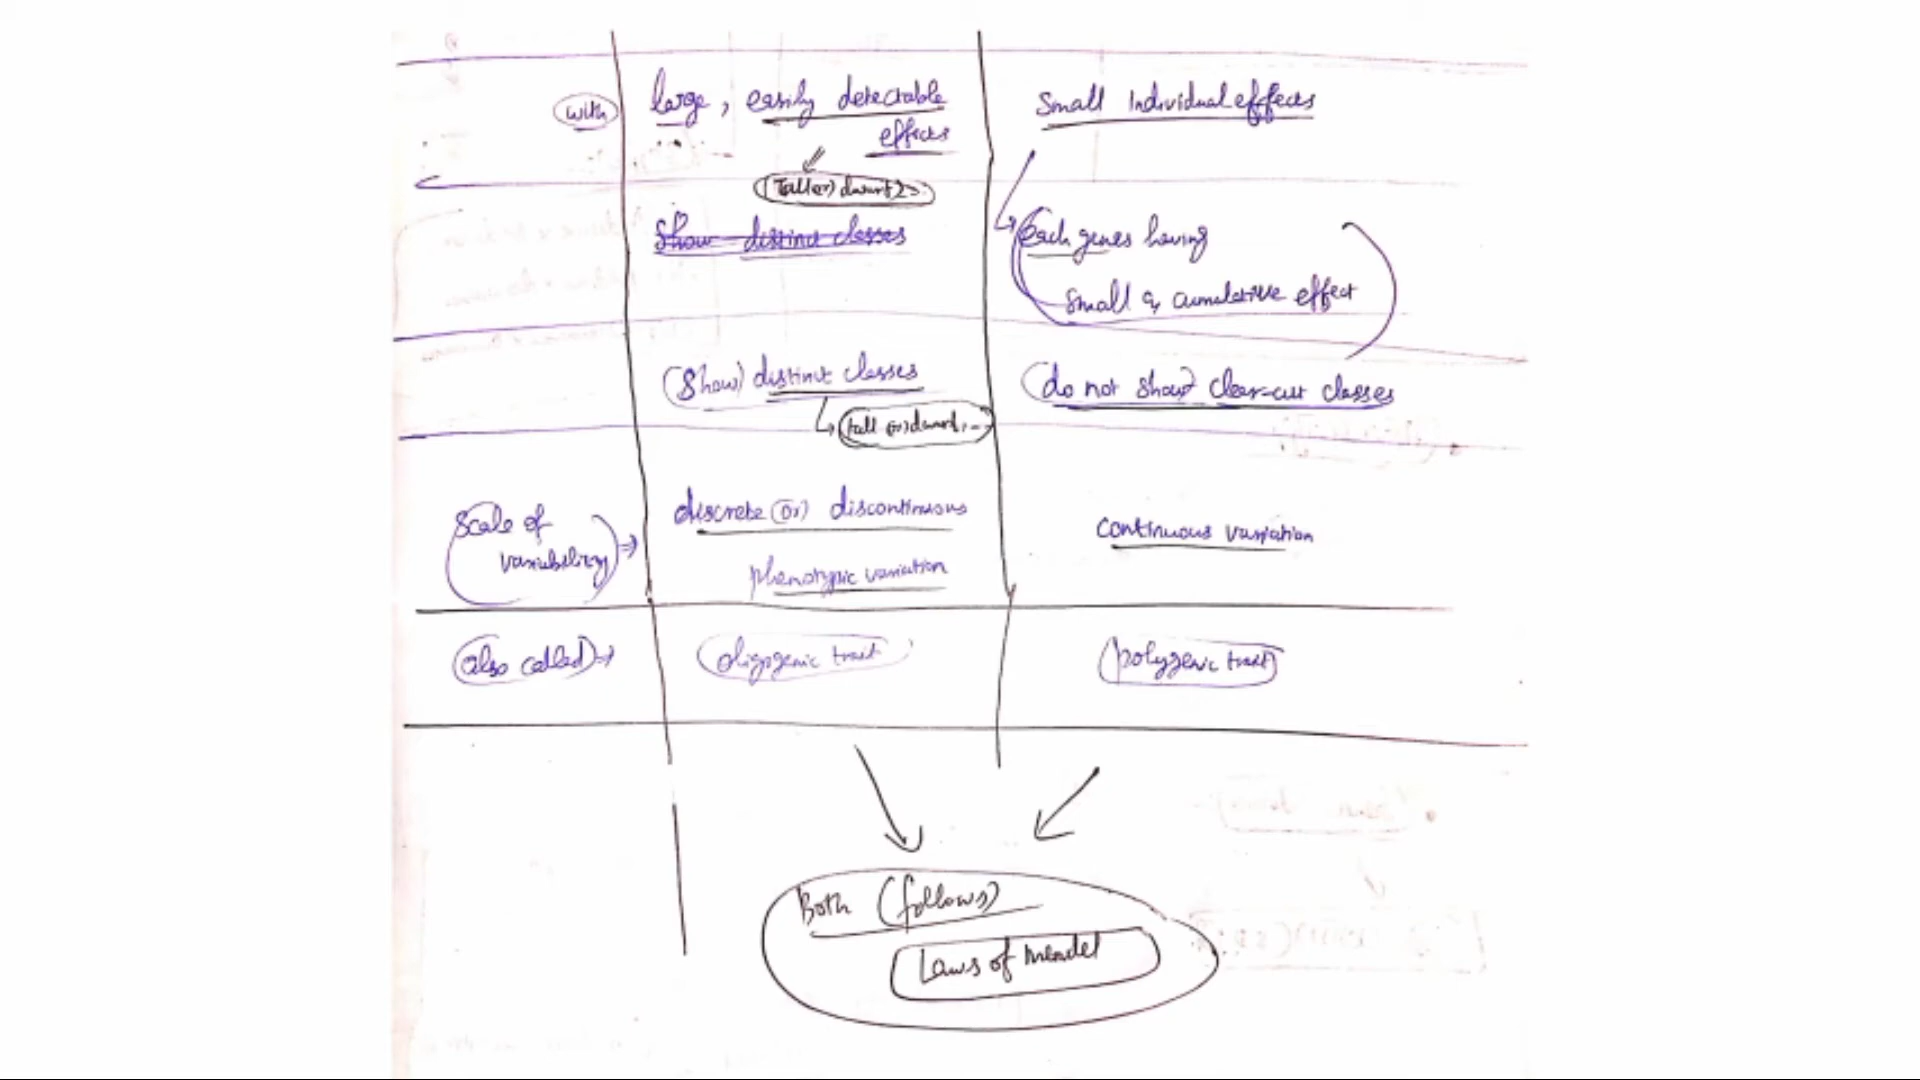 with
large, easily detectable
effects
(Tall (or) dwarf)
Show distinct classes
Small Individual effects
Each genes having
Small & cumulative effect
(Show) distinct classes
tall (or) dwarf, --
(do not show) clear-cut classes
Scale of
variability
discrete (or) discontinuous
phenotypic variation
continuous variation
also called
oligogenic trait
polygenic trait
Both (follows)
Laws of Mendel